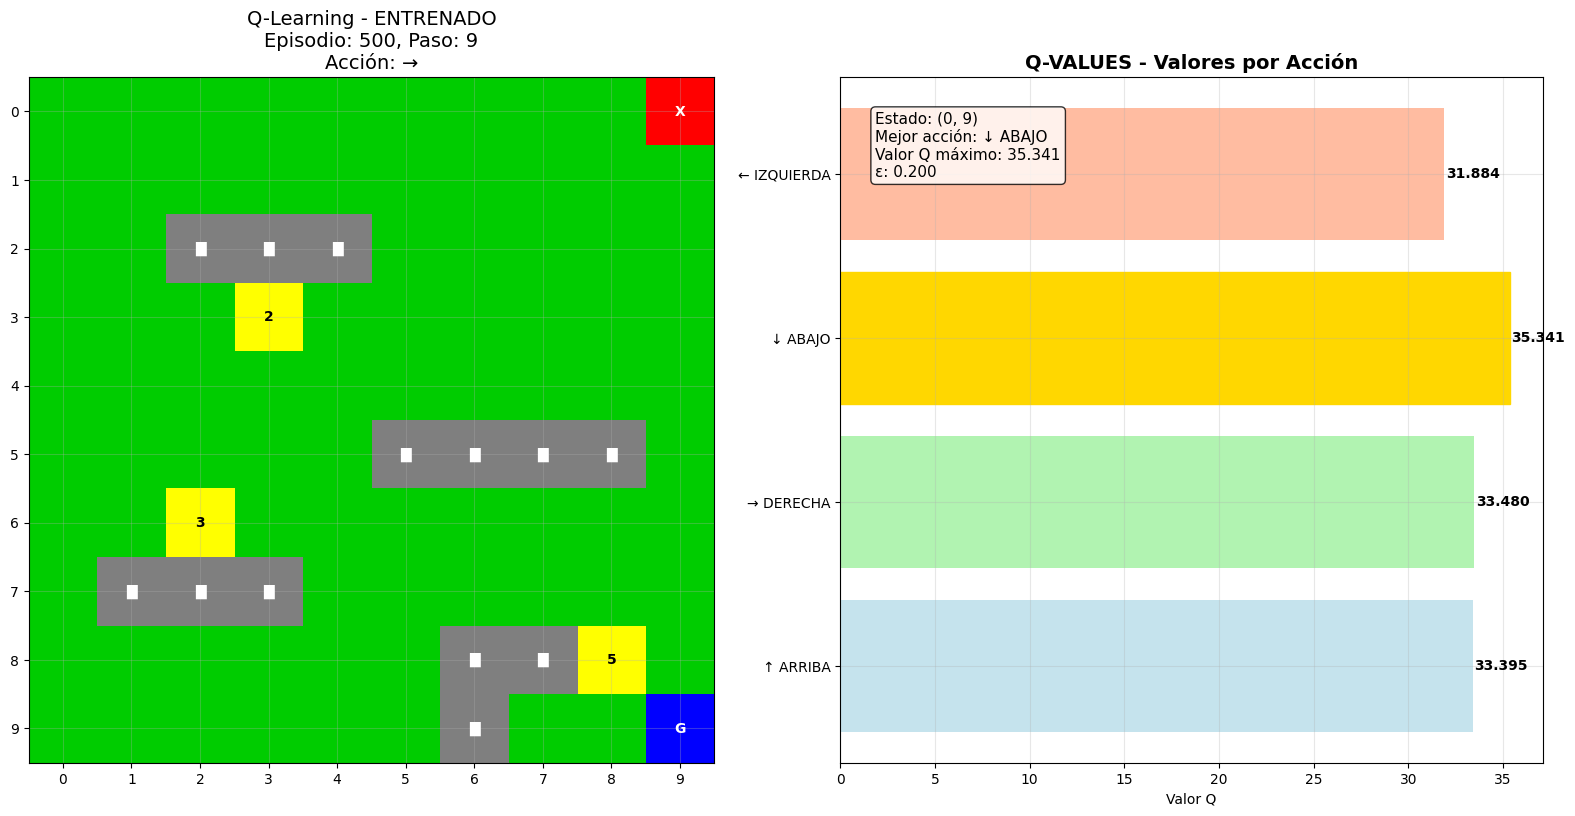 Q-Learning - ENTRENADO
Episodio: 500, Paso: 9
Acción: →
0
1
2
3
4
5
6
7
8
9
X
2
3
5
G
0 1 2 3 4 5 6 7 8 9
Q-VALUES - Valores por Acción
Estado: (0, 9)
Mejor acción: ↓ ABAJO
Valor Q máximo: 35.341
ε: 0.200
← IZQUIERDA 31.884
↓ ABAJO 35.341
→ DERECHA 33.480
↑ ARRIBA 33.395
0 5 10 15 20 25 30 35
Valor Q